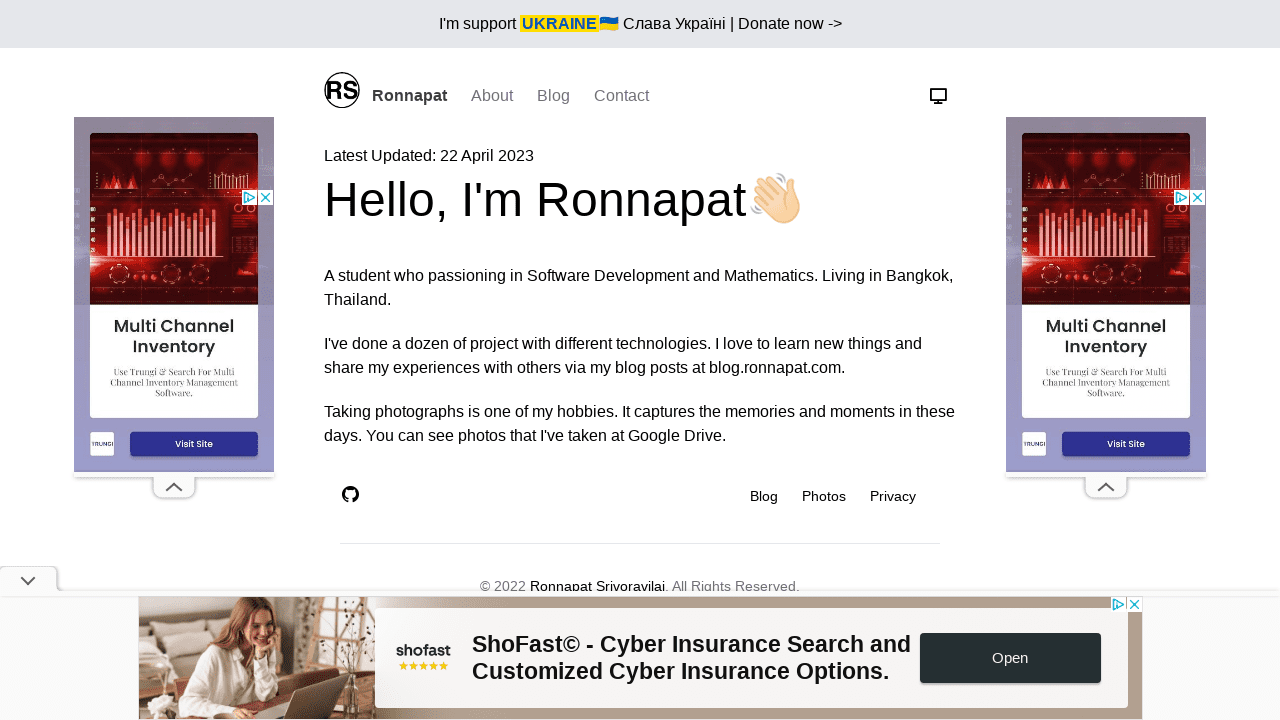 I'm support UKRAINE🇺🇦 Слава Україні | Donate now ->
RS Ronnapat About Blog Contact
Latest Updated: 22 April 2023
Hello, I'm Ronnapat👋🏻
A student who passioning in Software Development and Mathematics. Living in Bangkok,
Thailand.
I've done a dozen of project with different technologies. I love to learn new things and
share my experiences with others via my blog posts at blog.ronnapat.com.
Taking photographs is one of my hobbies. It captures the memories and moments in these
days. You can see photos that I've taken at Google Drive.
Blog Photos Privacy
© 2022 Ronnapat Srivoravilai. All Rights Reserved.
Multi Channel
Inventory
Use Trungi & Search For Multi
Channel Inventory Management
Software.
TRUNGI Visit Site
Multi Channel
Inventory
Use Trungi & Search For Multi
Channel Inventory Management
Software.
TRUNGI Visit Site
shofast
ShoFast© - Cyber Insurance Search and
Customized Cyber Insurance Options.
Open